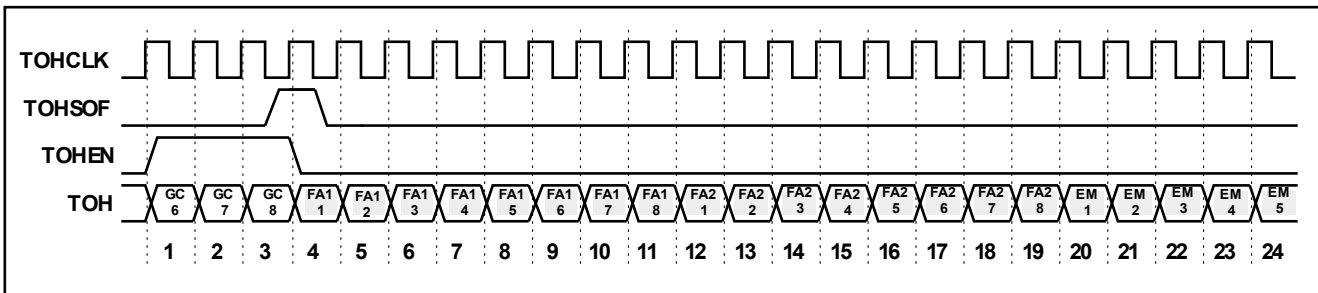 TOHCLK
TOHSOF
TOHEN
TOH
GC 6
GC 7
GC 8
FA1 1
FA1 2
FA1 3
FA1 4
FA1 5
FA1 6
FA1 7
FA1 8
FA2 1
FA2 2
FA2 3
FA2 4
FA2 5
FA2 6
FA2 7
FA2 8
EM 1
EM 2
EM 3
EM 4
EM 5
1 2 3 4 5 6 7 8 9 10 11 12 13 14 15 16 17 18 19 20 21 22 23 24